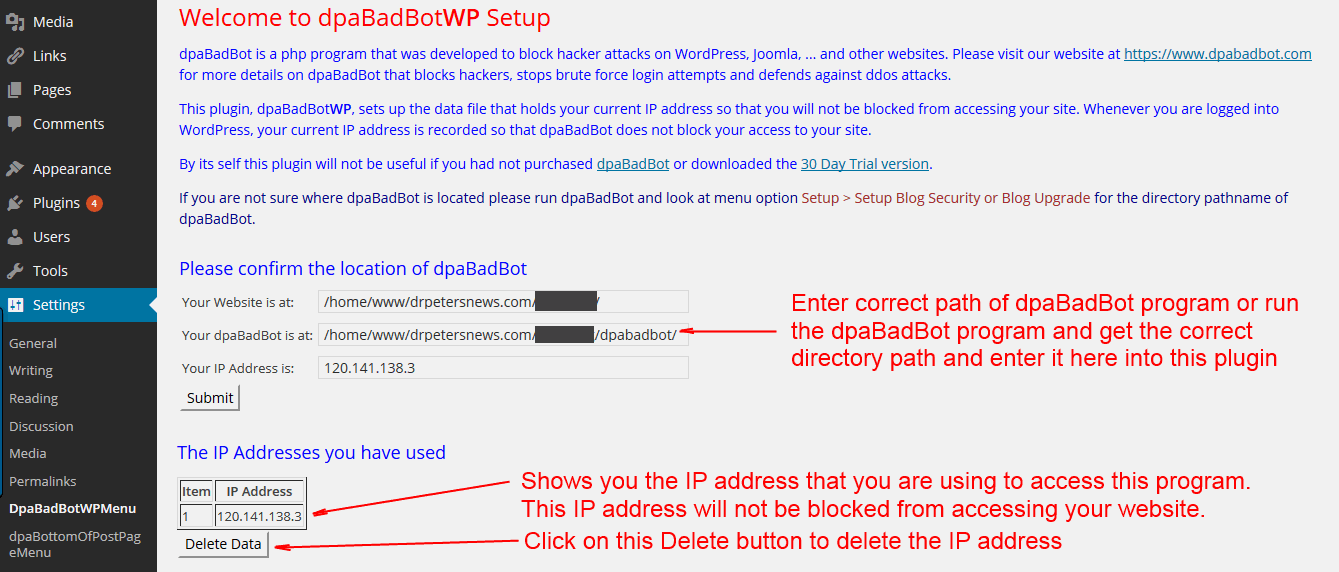 Media
Links
Pages
Comments
Appearance
Plugins 4
Users
Tools
Settings
General
Writing
Reading
Discussion
Media
Permalinks
DpaBadBotWPMenu
dpaBottomOfPostPag
eMenu
Welcome to dpaBadBotWP Setup
dpaBadBot is a php program that was developed to block hacker attacks on WordPress, Joomla, ... and other websites. Please visit our website at https://www.dpabadbot.com
for more details on dpaBadBot that blocks hackers, stops brute force login attempts and defends against ddos attacks.
This plugin, dpaBadBotWP, sets up the data file that holds your current IP address so that you will not be blocked from accessing your site. Whenever you are logged into
WordPress, your current IP address is recorded so that dpaBadBot does not block your access to your site.
By its self this plugin will not be useful if you had not purchased dpaBadBot or downloaded the 30 Day Trial version.
If you are not sure where dpaBadBot is located please run dpaBadBot and look at menu option Setup > Setup Blog Security or Blog Upgrade for the directory pathname of
dpaBadBot.
Please confirm the location of dpaBadBot
Your Website is at: /home/www/drpetersnews.com/ /
Your dpaBadBot is at: /home/www/drpetersnews.com/ /dpabadbot/
Your IP Address is: 120.141.138.3
Submit
Enter correct path of dpaBadBot program or run
the dpaBadBot program and get the correct
directory path and enter it here into this plugin
The IP Addresses you have used
Item IP Address
1 120.141.138.3
Delete Data
Shows you the IP address that you are using to access this program.
This IP address will not be blocked from accessing your website.
Click on this Delete button to delete the IP address